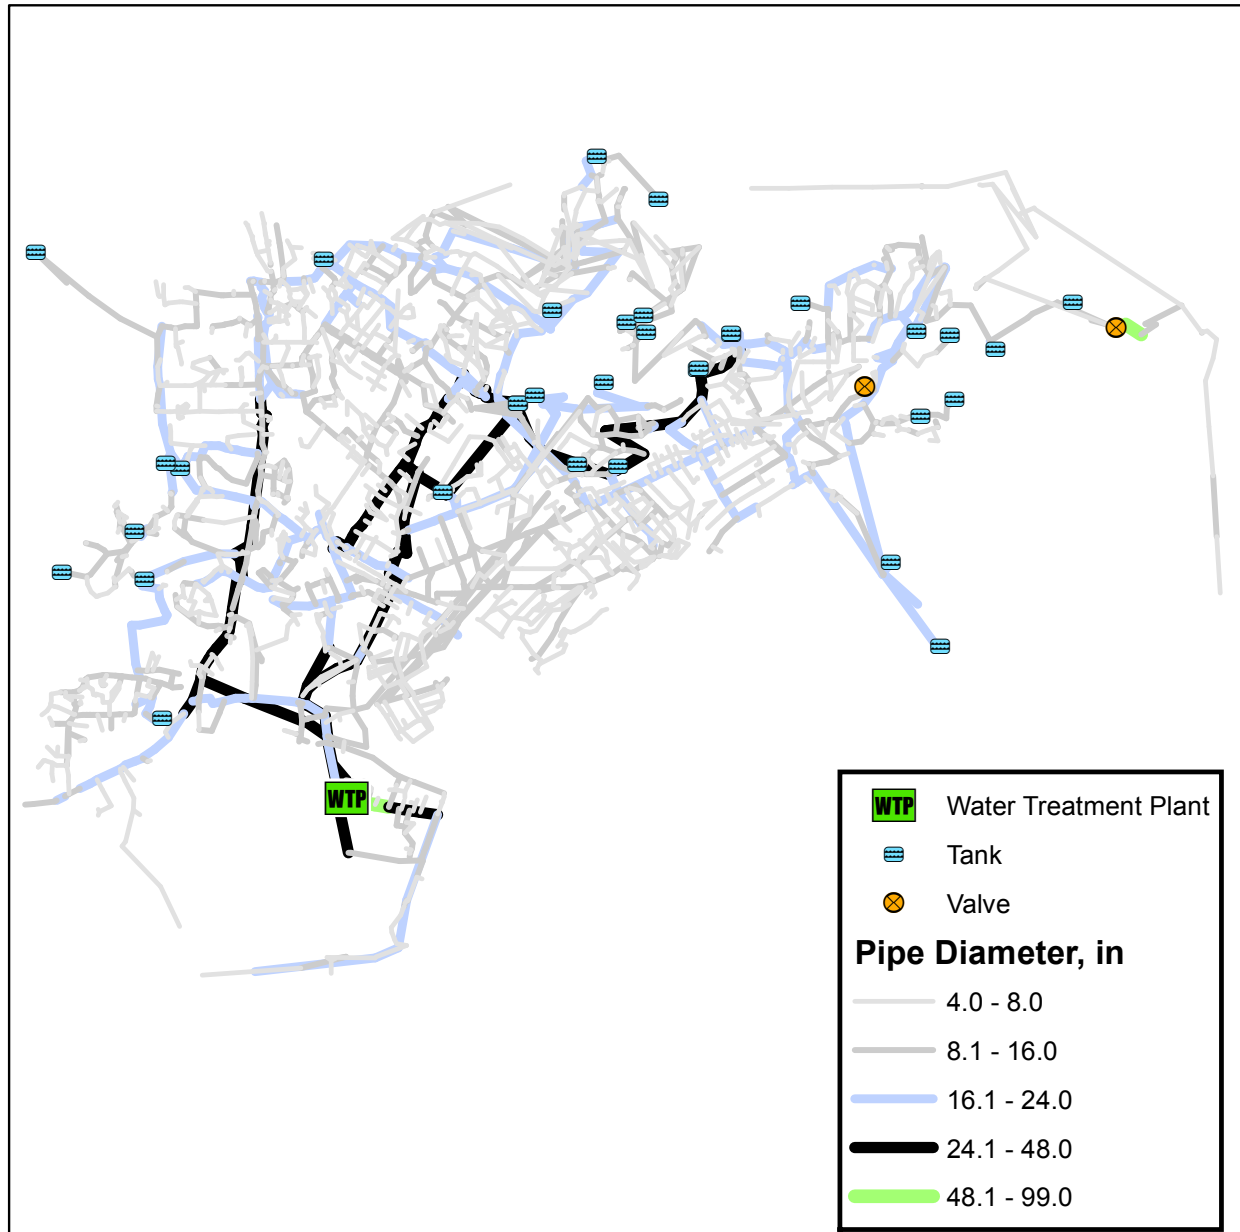 WTP
WTP Water Treatment Plant
Tank
Valve
Pipe Diameter, in
4.0 - 8.0
8.1 - 16.0
16.1 - 24.0
24.1 - 48.0
48.1 - 99.0